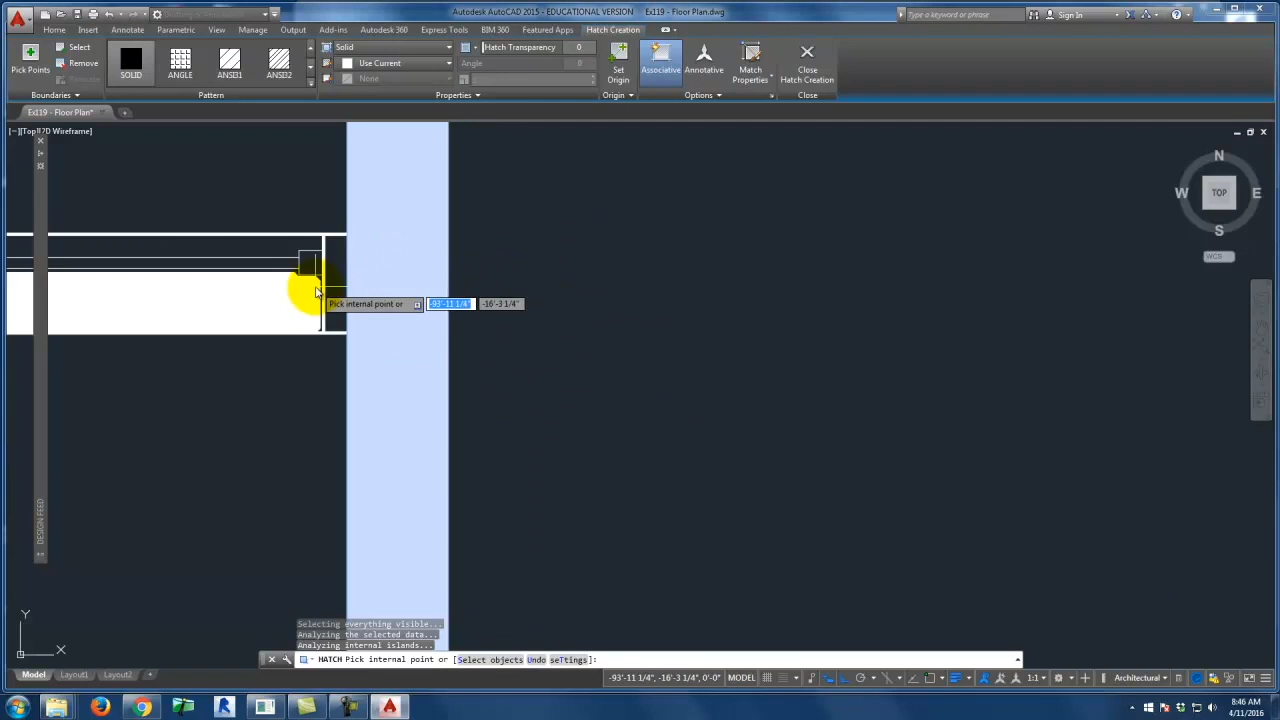 Drafting & Annotation
Autodesk AutoCAD 2015 - EDUCATIONAL VERSION Ex119 - Floor Plan.dwg
Type a keyword or phrase
Sign In
Home Insert Annotate Parametric View Manage Output Add-ins Autodesk 360 Express Tools Featured Apps BIM 360 Hatch Creation
Pick Points
Select
Remove
Recreate
SOLID ANGLE ANSI31 ANSI32
Solid
Use Current
None
Hatch Transparency 0
Angle 0
1
Set Origin
Associative
Annotative
Match Properties
Close Hatch Creation
Boundaries Pattern Properties Origin Options Close
Ex119 - Floor Plan*
[−][Top][2D Wireframe]
N
W TOP E
S
WCS
Pick internal point or -93'-11 1/4" -16'-3 1/4"
DESIGN FEED
Y
X
Selecting everything visible...
Analyzing the selected data...
Analyzing internal islands...
HATCH Pick internal point or [Select objects Undo seTtings]:
Model Layout1 Layout2 +
-93'-11 1/4", -16'-3 1/4", 0'-0" MODEL
1:1
Architectural
8:46 AM
4/11/2016